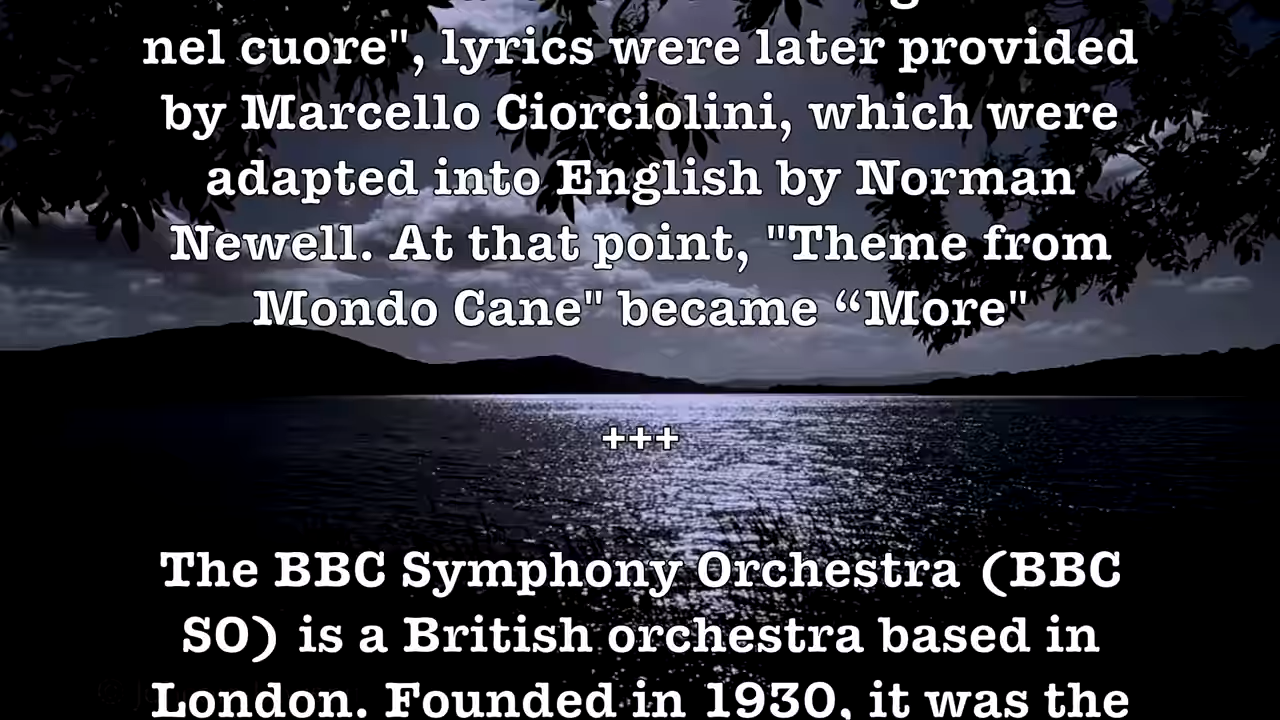 nel cuore", lyrics were later provided
by Marcello Ciorciolini, which were
adapted into English by Norman
Newell. At that point, "Theme from
Mondo Cane" became “More"
+++
The BBC Symphony Orchestra (BBC
SO) is a British orchestra based in
London. Founded in 1930, it was the